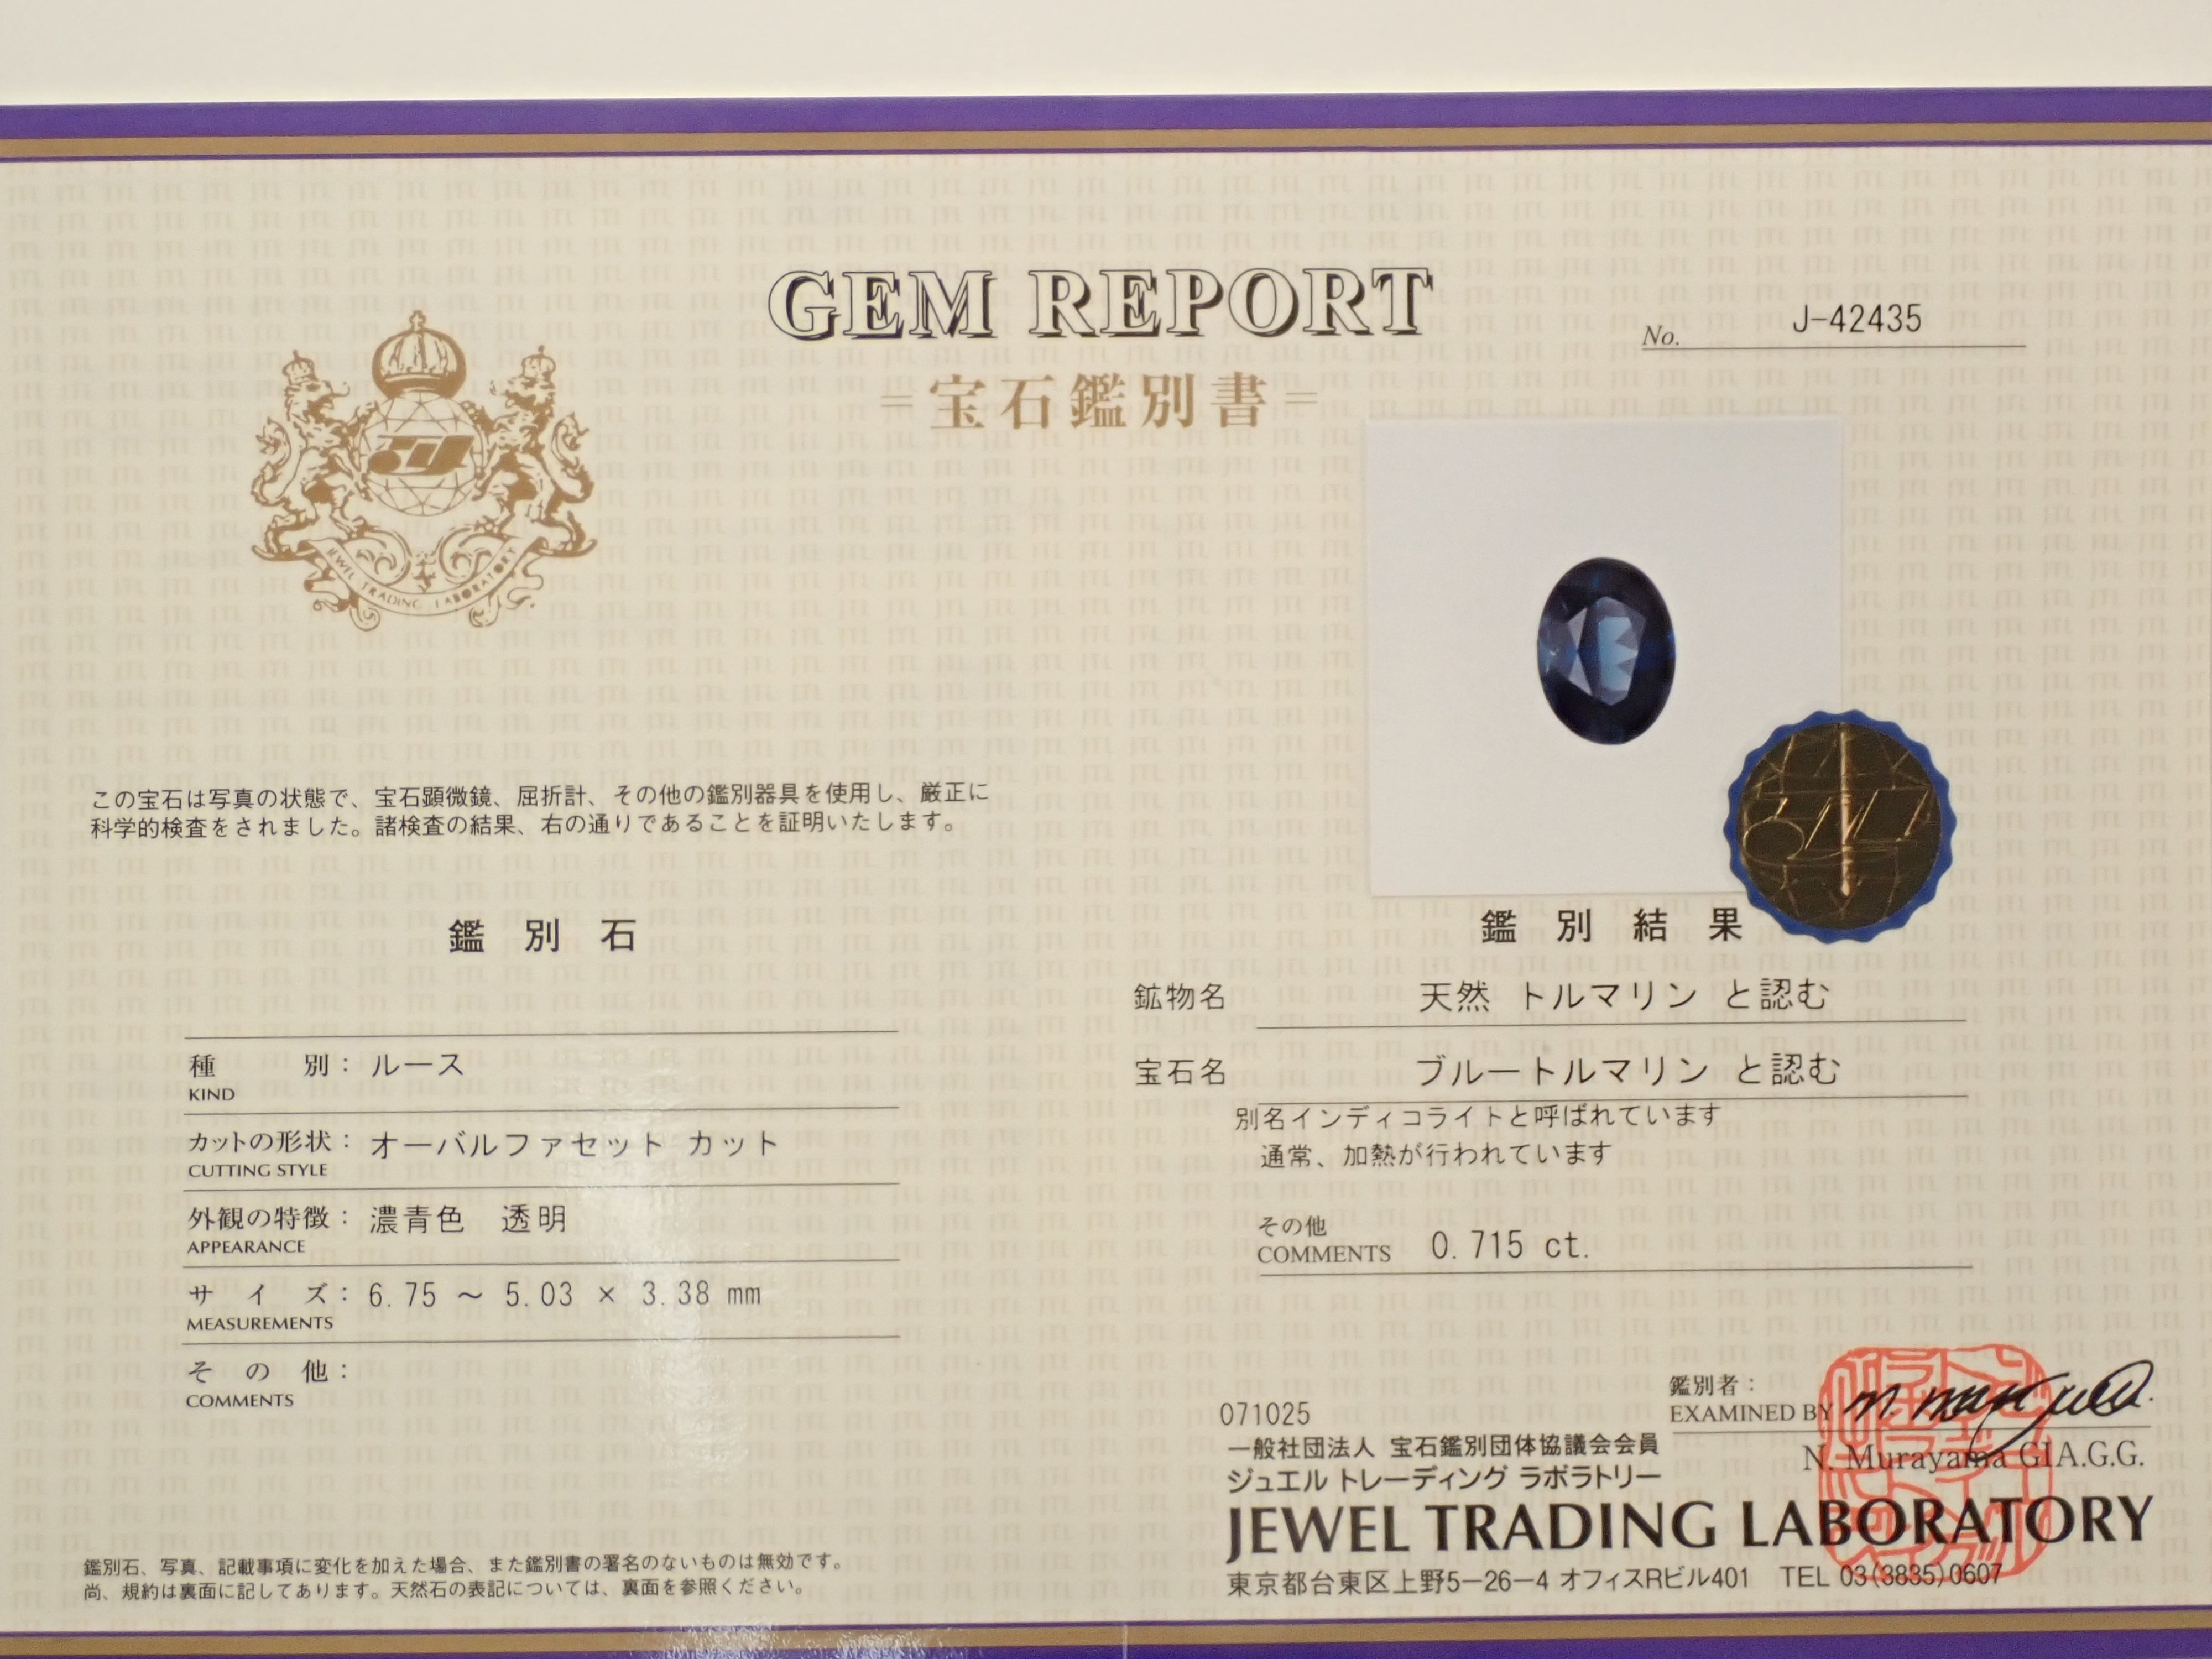 GEM REPORT
=宝石鑑別書=
No. J-42435
JEWEL TRADING LABORATORY
この宝石は写真の状態で、宝石顕微鏡、屈折計、その他の鑑別器具を使用し、厳正に
科学的検査をされました。諸検査の結果、右の通りであることを証明いたします。
鑑別石
種別：ルース
KIND
カットの形状：オーバルファセット カット
CUTTING STYLE
外観の特徴：濃青色 透明
APPEARANCE
サイズ：6.75 ～ 5.03 × 3.38 mm
MEASUREMENTS
その他：
COMMENTS
鑑別石、写真、記載事項に変化を加えた場合、また鑑別書の署名のないものは無効です。
尚、規約は裏面に記してあります。天然石の表記については、裏面を参照ください。
鑑別結果
鉱物名 天然 トルマリン と認む
宝石名 ブルートルマリン と認む
別名インディコライトと呼ばれています
通常、加熱が行われています
その他
COMMENTS 0.715 ct.
鑑別者：
EXAMINED BY
N. Murayama GIA.G.G.
071025
一般社団法人 宝石鑑別団体協議会会員
ジュエル トレーディング ラボラトリー
JEWEL TRADING LABORATORY
東京都台東区上野5－26－4 オフィスRビル401 TEL 03(3835)0607